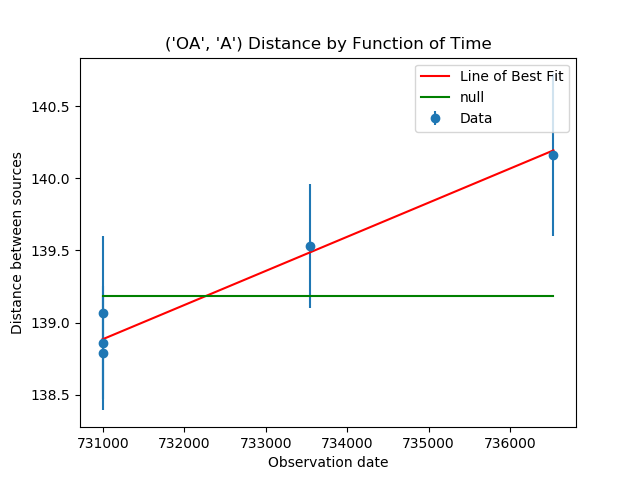 ('OA', 'A') Distance by Function of Time
Line of Best Fit
null
Data
140.5
140.0
139.5
139.0
138.5
Distance between sources
731000 732000 733000 734000 735000 736000
Observation date